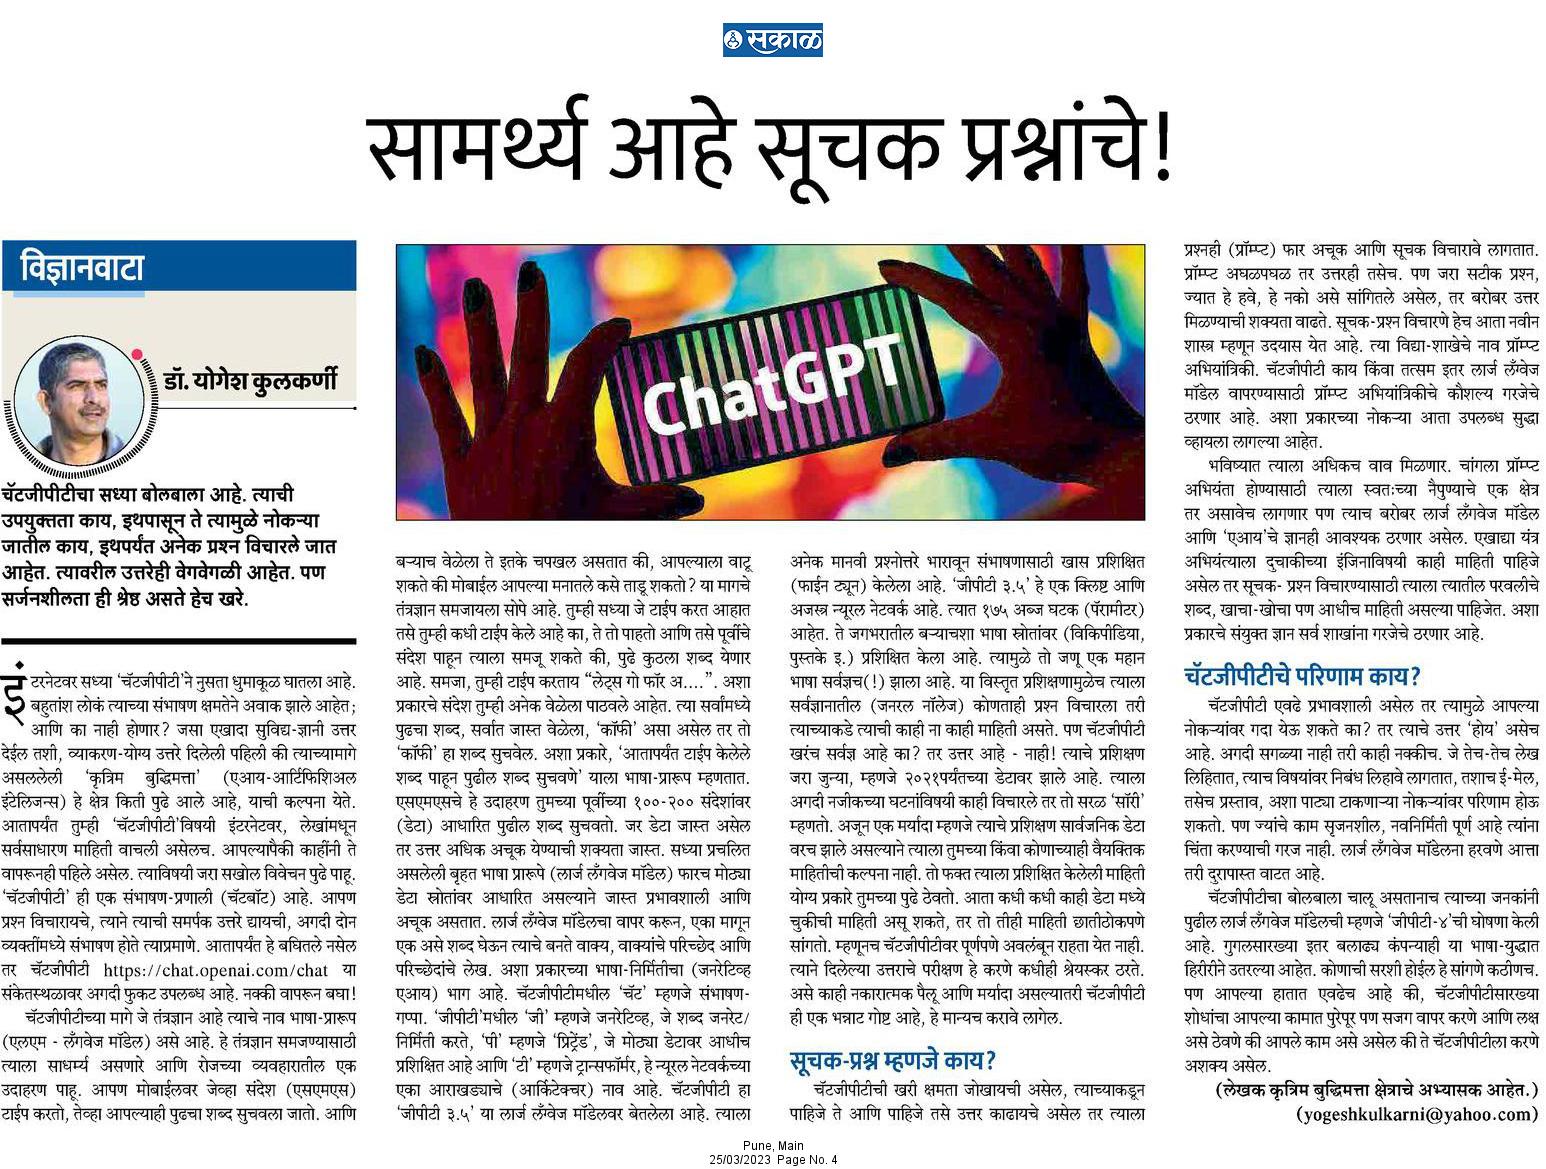 सकाळ
सामर्थ्य आहे सूचक प्रश्नांचे!
विज्ञानवाटा
डॉ. योगेश कुलकर्णी
चॅटजीपीटीचा सध्या बोलबाला आहे. त्याची
उपयुक्तता काय, इथपासून ते त्यामुळे नोकऱ्या
जातील काय, इथपर्यंत अनेक प्रश्न विचारले जात
आहेत. त्यावरील उत्तरेही वेगवेगळी आहेत. पण
सर्जनशीलता ही श्रेष्ठ असते हेच खरे.
इंटरनेटवर सध्या ‘चॅटजीपीटी’ने नुसता धुमाकूळ घातला आहे.
बहुतांश लोकं त्याच्या संभाषण क्षमतेने अवाक झाले आहेत;
आणि का नाही होणार? जसा एखादा सुविद्य-ज्ञानी उत्तर
देईल तशी, व्याकरण-योग्य उत्तरे दिलेली पहिली की त्याच्यामागे
असललेली ‘कृत्रिम बुद्धिमत्ता’ (एआय-आर्टिफिशिअल
इंटेलिजन्स) हे क्षेत्र किती पुढे आले आहे, याची कल्पना येते.
आतापर्यंत तुम्ही ‘चॅटजीपीटी’विषयी इंटरनेटवर, लेखांमधून
सर्वसाधारण माहिती वाचली असेलच. आपल्यापैकी काहींनी ते
वापरूनही पहिले असेल. त्याविषयी जरा सखोल विवेचन पुढे पाहू.
‘चॅटजीपीटी’ ही एक संभाषण-प्रणाली (चॅटबॉट) आहे. आपण
प्रश्न विचारायचे, त्याने त्याची समर्पक उत्तरे द्यायची, अगदी दोन
व्यक्तींमध्ये संभाषण होते त्याप्रमाणे. आतापर्यंत हे बघितले नसेल
तर चॅटजीपीटी https://chat.openai.com/chat या
संकेतस्थळावर अगदी फुकट उपलब्ध आहे. नक्की वापरून बघा!
चॅटजीपीटीच्या मागे जे तंत्रज्ञान आहे त्याचे नाव भाषा-प्रारूप
(एलएम - लँगवेज मॉडेल) असे आहे. हे तंत्रज्ञान समजण्यासाठी
त्याला साधर्म्य असणारे आणि रोजच्या व्यवहारातील एक
उदाहरण पाहू. आपण मोबाईलवर जेव्हा संदेश (एसएमएस)
टाईप करतो, तेव्हा आपल्याही पुढचा शब्द सुचवला जातो. आणि
ChatGPT
बऱ्याच वेळेला ते इतके चपखल असतात की, आपल्याला वाटू
शकते की मोबाईल आपल्या मनातले कसे ताडू शकतो? या मागचे
तंत्रज्ञान समजायला सोपे आहे. तुम्ही सध्या जे टाईप करत आहात
तसे तुम्ही कधी टाईप केले आहे का, ते तो पाहतो आणि तसे पूर्वीचे
संदेश पाहून त्याला समजू शकते की, पुढे कुठला शब्द येणार
आहे. समजा, तुम्ही टाईप करताय “लेट्स गो फॉर अ....”. अशा
प्रकारचे संदेश तुम्ही अनेक वेळेला पाठवले आहेत. त्या सर्वांमध्ये
पुढचा शब्द, सर्वात जास्त वेळेला, ‘कॉफी’ असा असेल तर तो
‘कॉफी’ हा शब्द सुचवेल. अशा प्रकारे, ‘आतापर्यंत टाईप केलेले
शब्द पाहून पुढील शब्द सुचवणे’ याला भाषा-प्रारूप म्हणतात.
एसएमएसचे हे उदाहरण तुमच्या पूर्वीच्या १००-२०० संदेशांवर
(डेटा) आधारित पुढील शब्द सुचवतो. जर डेटा जास्त असेल
तर उत्तर अधिक अचूक येण्याची शक्यता जास्त. सध्या प्रचलित
असलेली बृहत भाषा प्रारूपे (लार्ज लँगवेज मॉडेल) फारच मोठ्या
डेटा स्रोतांवर आधारित असल्याने जास्त प्रभावशाली आणि
अचूक असतात. लार्ज लँग्वेज मॉडेलचा वापर करून, एका मागून
एक असे शब्द घेऊन त्याचे बनते वाक्य, वाक्यांचे परिच्छेद आणि
परिच्छेदांचे लेख. अशा प्रकारच्या भाषा-निर्मितीचा (जनरेटिव्ह
एआय) भाग आहे. चॅटजीपीटीमधील ‘चॅट’ म्हणजे संभाषण-
गप्पा. ‘जीपीटी’मधील ‘जी’ म्हणजे जनरेटिव्ह, जे शब्द जनरेट/
निर्मिती करते, ‘पी’ म्हणजे ‘प्रिट्रेंड’, जे मोठ्या डेटावर आधीच
प्रशिक्षित आहे आणि ‘टी’ म्हणजे ट्रान्सफॉर्मर, हे न्यूरल नेटवर्कच्या
एका आराखड्याचे (आर्किटेक्चर) नाव आहे. चॅटजीपीटी हा
‘जीपीटी ३.५’ या लार्ज लँग्वेज मॉडेलवर बेतलेला आहे. त्याला
अनेक मानवी प्रश्नोत्तरे भारावून संभाषणासाठी खास प्रशिक्षित
(फाईन ट्यून) केलेला आहे. ‘जीपीटी ३.५’ हे एक क्लिष्ट आणि
अजस्त्र न्यूरल नेटवर्क आहे. त्यात १७५ अब्ज घटक (पॅरामीटर)
आहेत. ते जगभरातील बऱ्याचशा भाषा स्रोतांवर (विकिपीडिया,
पुस्तके इ.) प्रशिक्षित केला आहे. त्यामुळे तो जणू एक महान
भाषा सर्वज्ञच(!) झाला आहे. या विस्तृत प्रशिक्षणामुळेच त्याला
सर्वज्ञानातील (जनरल नॉलेज) कोणताही प्रश्न विचारला तरी
त्याच्याकडे त्याची काही ना काही माहिती असते. पण चॅटजीपीटी
खरंच सर्वज्ञ आहे का? तर उत्तर आहे - नाही! त्याचे प्रशिक्षण
जरा जुन्या, म्हणजे २०२१पर्यंतच्या डेटावर झाले आहे. त्याला
अगदी नजीकच्या घटनांविषयी काही विचारले तर तो सरळ ‘सॉरी’
म्हणतो. अजून एक मर्यादा म्हणजे त्याचे प्रशिक्षण सार्वजनिक डेटा
वरच झाले असल्याने त्याला तुमच्या किंवा कोणाच्याही वैयक्तिक
माहितीची कल्पना नाही. तो फक्त त्याला प्रशिक्षित केलेली माहिती
योग्य प्रकारे तुमच्या पुढे ठेवतो. आता कधी कधी काही डेटा मध्ये
चुकीची माहिती असू शकते, तर तो तीही माहिती छातीठोकपणे
सांगतो. म्हणूनच चॅटजीपीटीवर पूर्णपणे अवलंबून राहता येत नाही.
त्याने दिलेल्या उत्तराचे परीक्षण हे करणे कधीही श्रेयस्कर ठरते.
असे काही नकारात्मक पैलू आणि मर्यादा असल्यातरी चॅटजीपीटी
ही एक भन्नाट गोष्ट आहे, हे मान्यच करावे लागेल.
सूचक-प्रश्न म्हणजे काय?
चॅटजीपीटीची खरी क्षमता जोखायची असेल, त्याच्याकडून
पाहिजे ते आणि पाहिजे तसे उत्तर काढायचे असेल तर त्याला
प्रश्नही (प्रॉम्प्ट) फार अचूक आणि सूचक विचारावे लागतात.
प्रॉम्प्ट अघळपघळ तर उत्तरही तसेच. पण जरा सटीक प्रश्न,
ज्यात हे हवे, हे नको असे सांगितले असेल, तर बरोबर उत्तर
मिळण्याची शक्यता वाढते. सूचक-प्रश्न विचारणे हेच आता नवीन
शास्त्र म्हणून उदयास येत आहे. त्या विद्या-शाखेचे नाव प्रॉम्प्ट
अभियांत्रिकी. चॅटजीपीटी काय किंवा तत्सम इतर लार्ज लँग्वेज
मॉडेल वापरण्यासाठी प्रॉम्प्ट अभियांत्रिकीचे कौशल्य गरजेचे
ठरणार आहे. अशा प्रकारच्या नोकऱ्या आता उपलब्ध सुद्धा
व्हायला लागल्या आहेत.
भविष्यात त्याला अधिकच वाव मिळणार. चांगला प्रॉम्प्ट
अभियंता होण्यासाठी त्याला स्वतःच्या नैपुण्याचे एक क्षेत्र
तर असावेच लागणार पण त्याच बरोबर लार्ज लँगवेज मॉडेल
आणि ‘एआय’चे ज्ञानही आवश्यक ठरणार असेल. एखाद्या यंत्र
अभियंत्याला दुचाकीच्या इंजिनाविषयी काही माहिती पाहिजे
असेल तर सूचक- प्रश्न विचारण्यासाठी त्याला त्यातील परवलीचे
शब्द, खाचा-खोचा पण आधीच माहिती असल्या पाहिजेत. अशा
प्रकारचे संयुक्त ज्ञान सर्व शाखांना गरजेचे ठरणार आहे.
चॅटजीपीटीचे परिणाम काय?
चॅटजीपीटी एवढे प्रभावशाली असेल तर त्यामुळे आपल्या
नोकऱ्यांवर गदा येऊ शकते का? तर त्याचे उत्तर ‘होय’ असेच
आहे. अगदी सगळ्या नाही तरी काही नक्कीच. जे तेच-तेच लेख
लिहितात, त्याच विषयांवर निबंध लिहावे लागतात, तशाच ई-मेल,
तसेच प्रस्ताव, अशा पाट्या टाकणाऱ्या नोकऱ्यांवर परिणाम होऊ
शकतो. पण ज्यांचे काम सृजनशील, नवनिर्मिती पूर्ण आहे त्यांना
चिंता करण्याची गरज नाही. लार्ज लँगवेज मॉडेलना हरवणे आत्ता
तरी दुरापास्त वाटत आहे.
चॅटजीपीटीचा बोलबाला चालू असतानाच त्याच्या जनकांनी
पुढील लार्ज लँगवेज मॉडेलची म्हणजे ‘जीपीटी-४’ची घोषणा केली
आहे. गुगलसारख्या इतर बलाढ्य कंपन्याही या भाषा-युद्धात
हिरीरीने उतरल्या आहेत. कोणाची सरशी होईल हे सांगणे कठीणच.
पण आपल्या हातात एवढेच आहे की, चॅटजीपीटीसारख्या
शोधांचा आपल्या कामात पुरेपूर पण सजग वापर करणे आणि लक्ष
असे ठेवणे की आपले काम असे असेल की ते चॅटजीपीटीला करणे
अशक्य असेल.
(लेखक कृत्रिम बुद्धिमत्ता क्षेत्राचे अभ्यासक आहेत.)
(yogeshkulkarni@yahoo.com)
Pune, Main
25/03/2023 Page No. 4